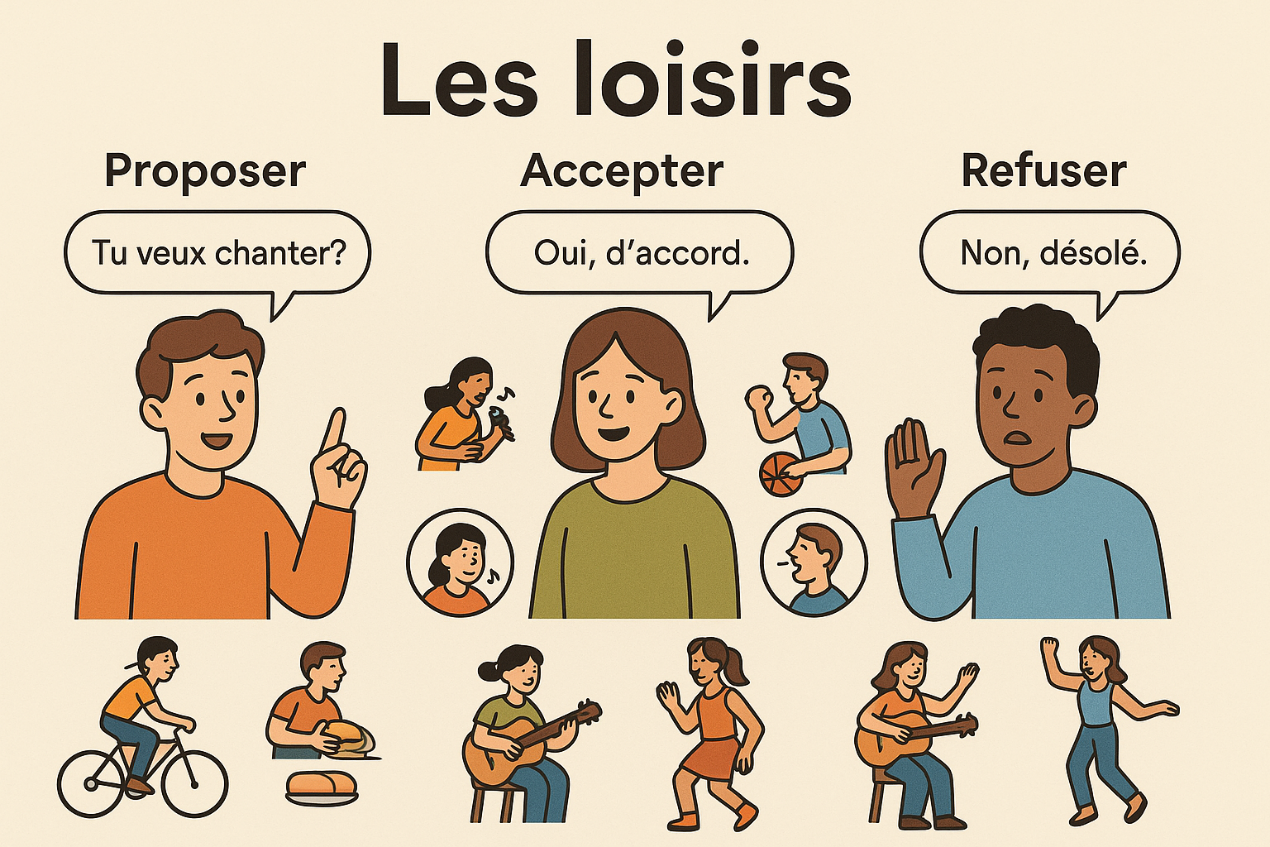 Les loisirs
Proposer
Accepter
Refuser
Tu veux chanter?
Oui, d’accord.
Non, désolé.